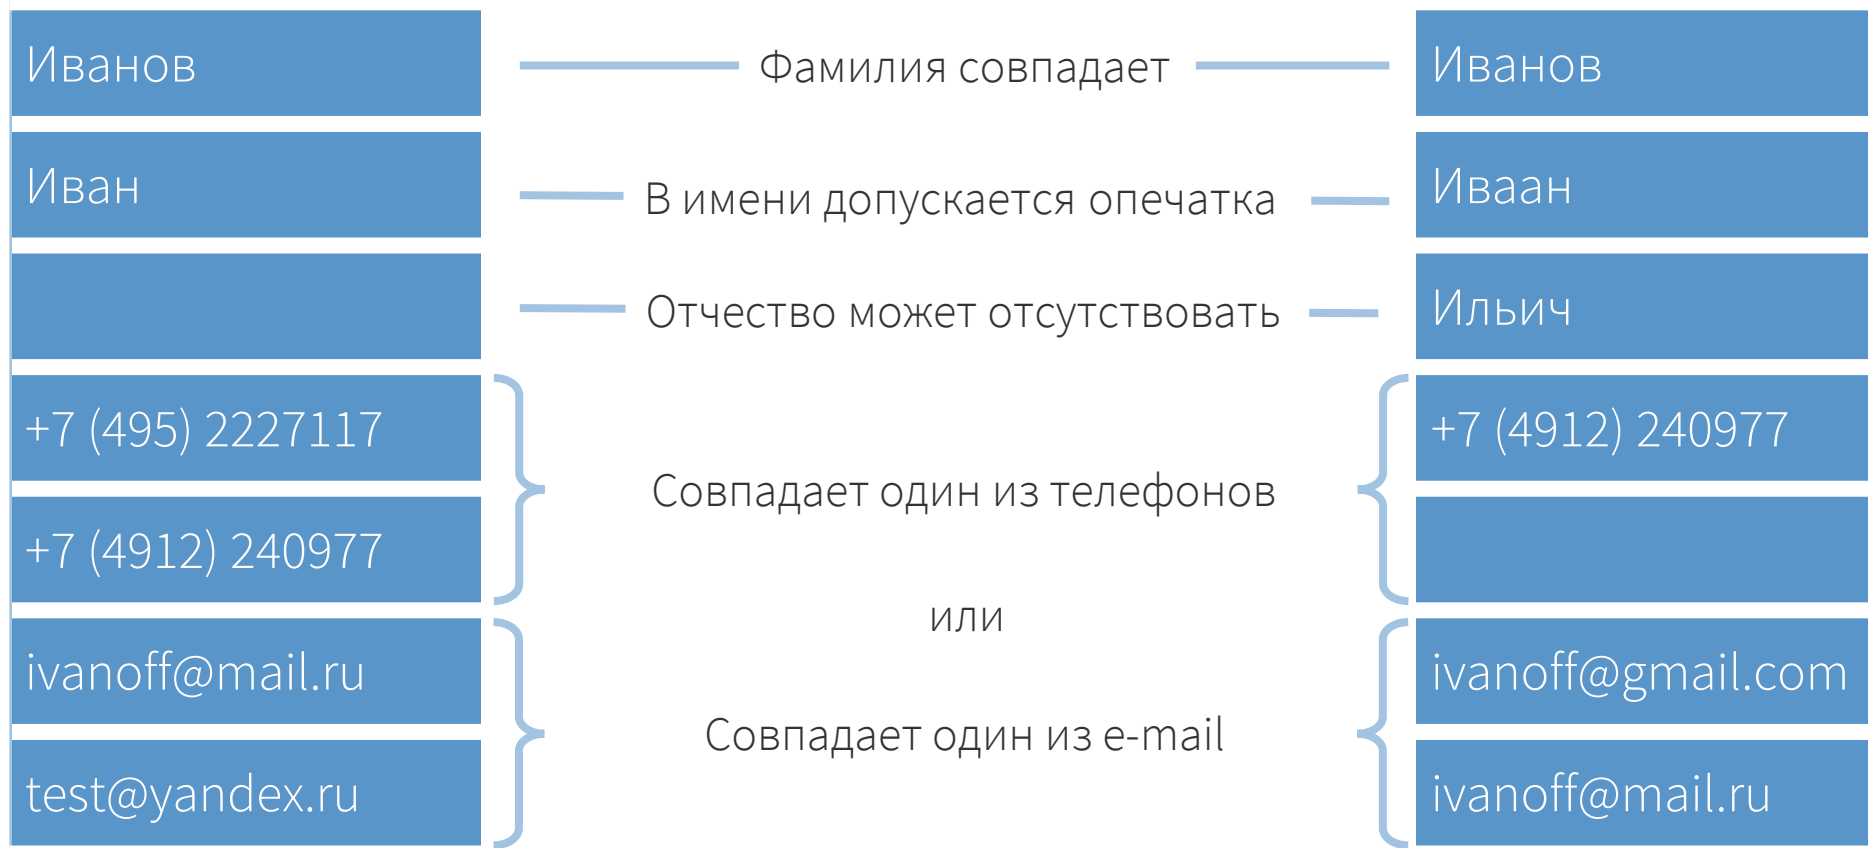 Иванов
Фамилия совпадает
Иванов
Иван
В имени допускается опечатка
Иваан
Отчество может отсутствовать
Ильич
+7 (495) 2227117
+7 (4912) 240977
Совпадает один из телефонов
+7 (4912) 240977
или
ivanoff@mail.ru
ivanoff@gmail.com
Совпадает один из e-mail
test@yandex.ru
ivanoff@mail.ru